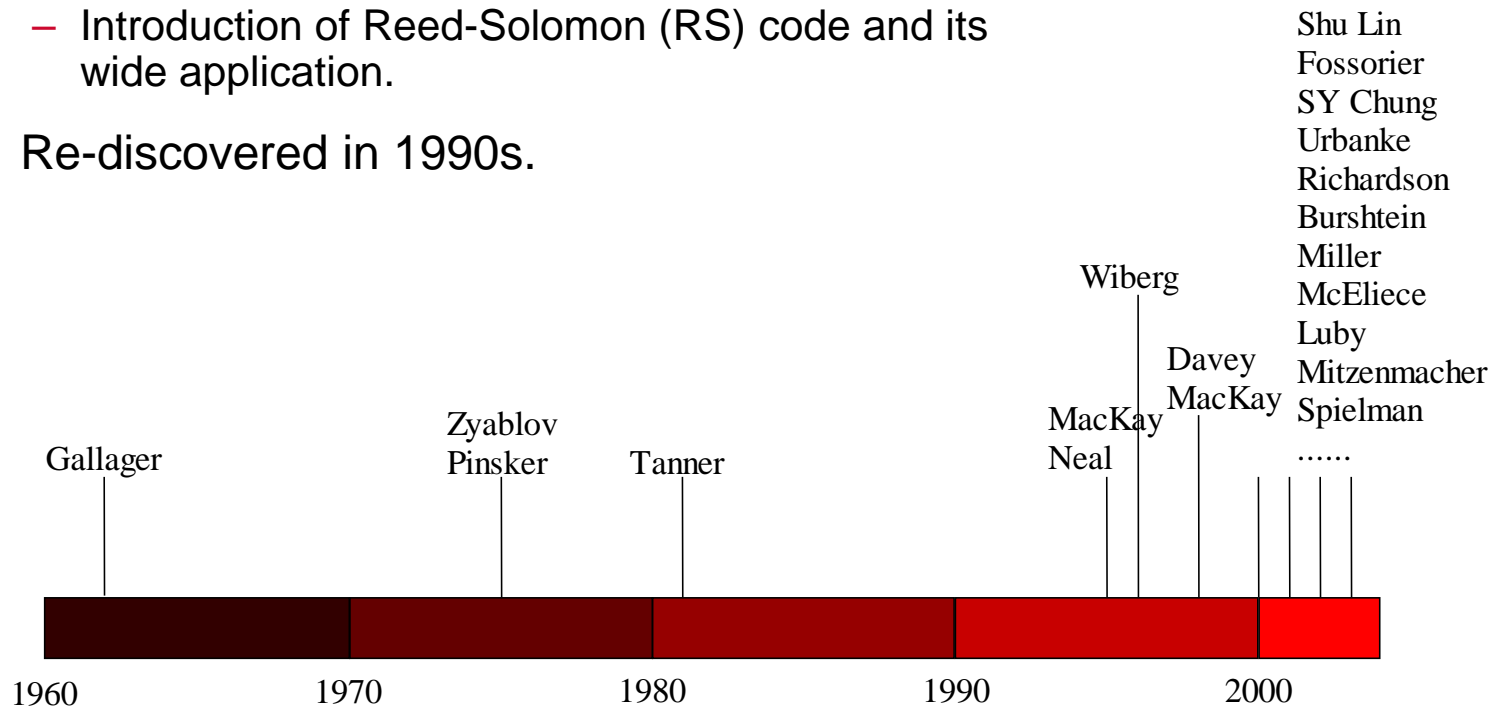 – Introduction of Reed-Solomon (RS) code and its
wide application.
Re-discovered in 1990s.
Gallager
Zyablov
Pinsker
Tanner
MacKay
Neal
Wiberg
Davey
MacKay
Shu Lin
Fossorier
SY Chung
Urbanke
Richardson
Burshtein
Miller
McEliece
Luby
Mitzenmacher
Spielman
......
1960
1970
1980
1990
2000